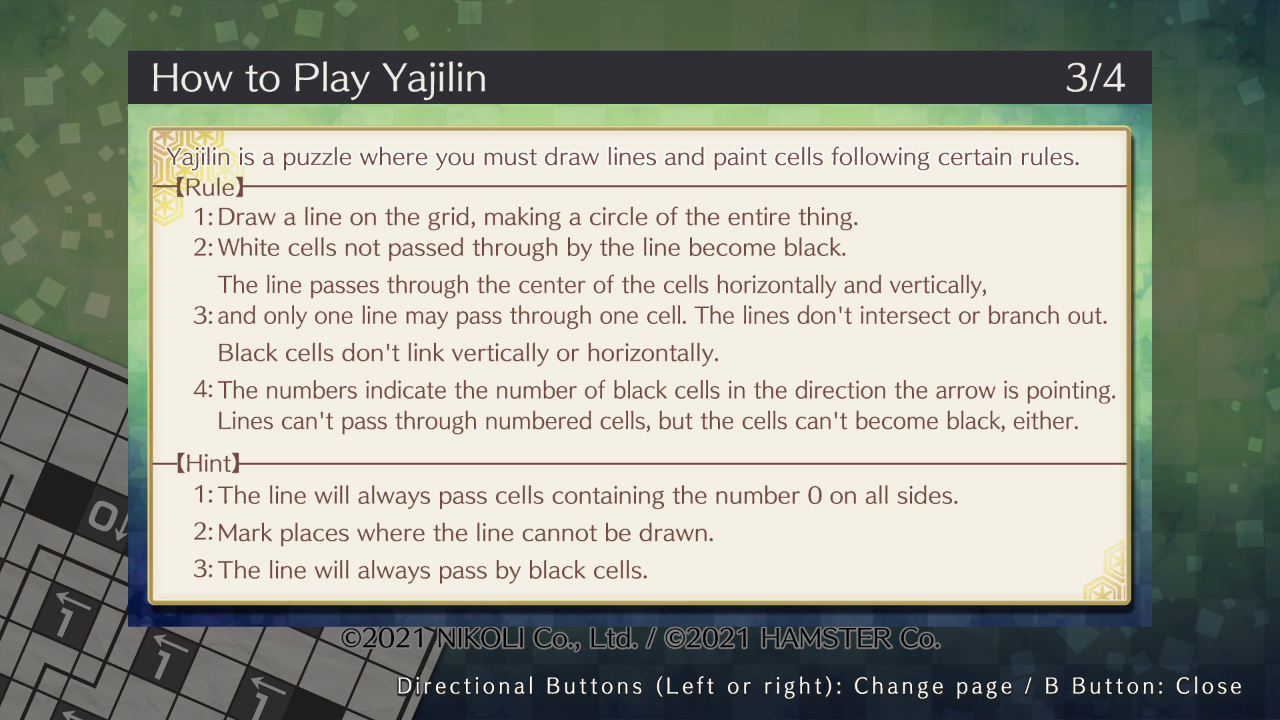 How to Play Yajilin
3/4
Yajilin is a puzzle where you must draw lines and paint cells following certain rules.
【Rule】
1: Draw a line on the grid, making a circle of the entire thing.
2: White cells not passed through by the line become black.
The line passes through the center of the cells horizontally and vertically,
3: and only one line may pass through one cell. The lines don't intersect or branch out.
Black cells don't link vertically or horizontally.
4: The numbers indicate the number of black cells in the direction the arrow is pointing.
Lines can't pass through numbered cells, but the cells can't become black, either.
【Hint】
1: The line will always pass cells containing the number 0 on all sides.
2: Mark places where the line cannot be drawn.
3: The line will always pass by black cells.
0↓
←
1
←
1
←
1
©2021 NIKOLI Co., Ltd. / ©2021 HAMSTER Co.
Directional Buttons (Left or right): Change page / B Button: Close